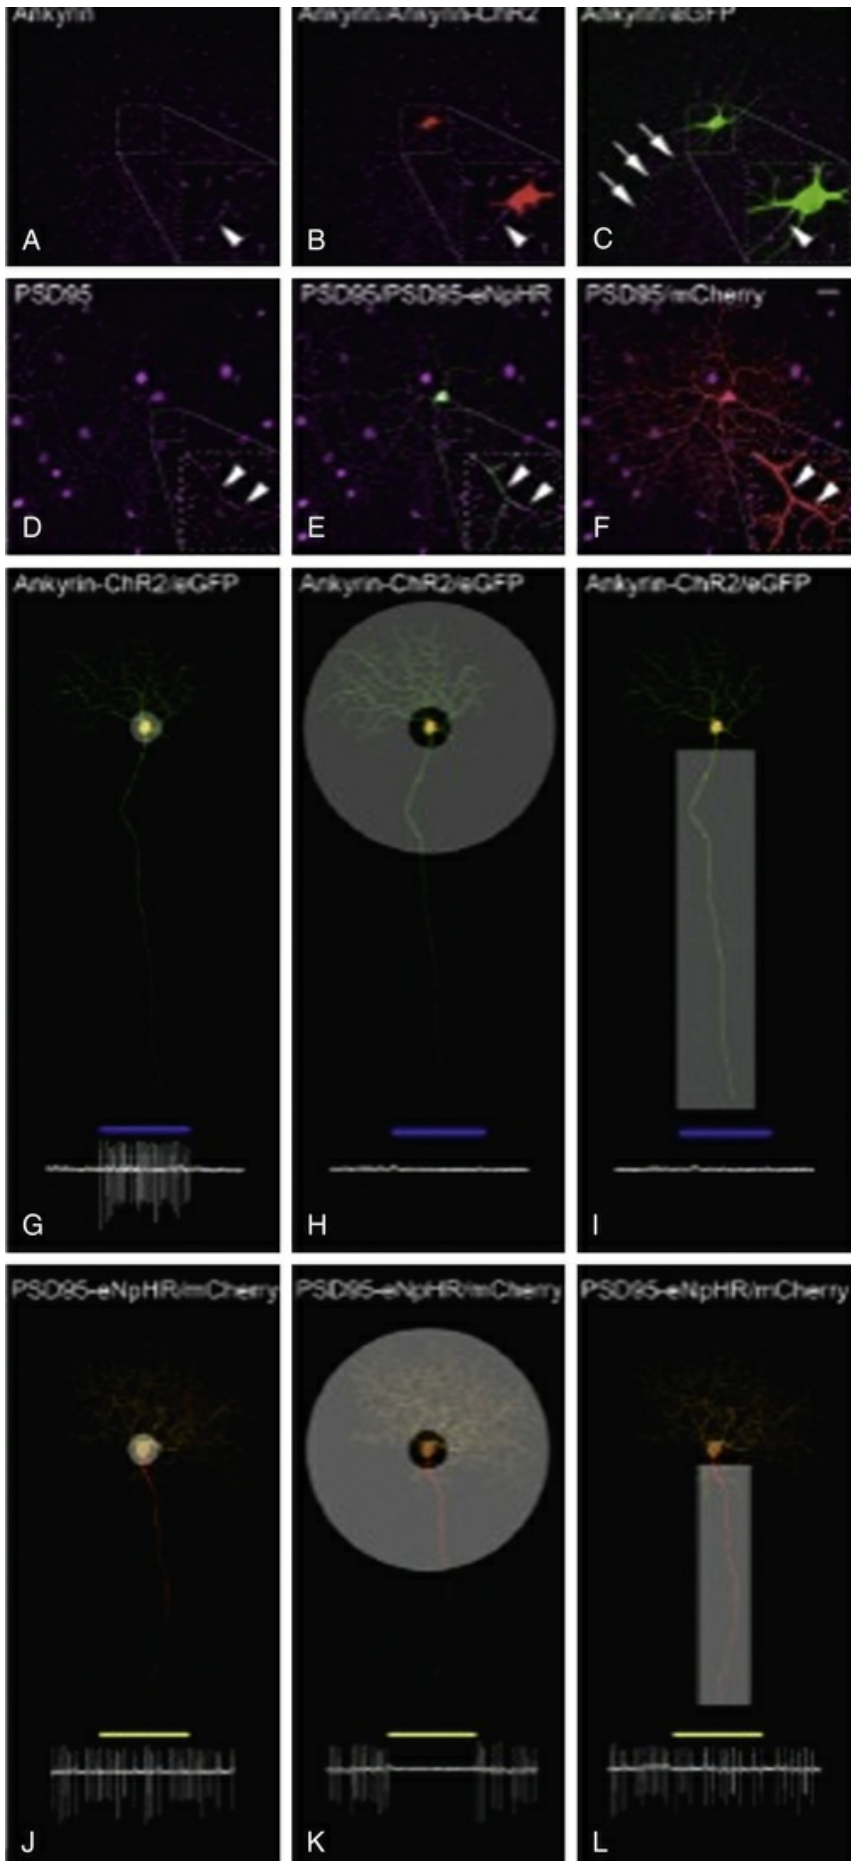 Ankyrin
Ankyrin/Ankyrin-ChR2
Ankyrin/eGFP
A
B
C
PSD95
PSD95/PSD95-eNpHR
PSD95/mCherry
D
E
F
Ankyrin-ChR2/eGFP
Ankyrin-ChR2/eGFP
Ankyrin-ChR2/eGFP
G
H
I
PSD95-eNpHR/mCherry
PSD95-eNpHR/mCherry
PSD95-eNpHR/mCherry
J
K
L